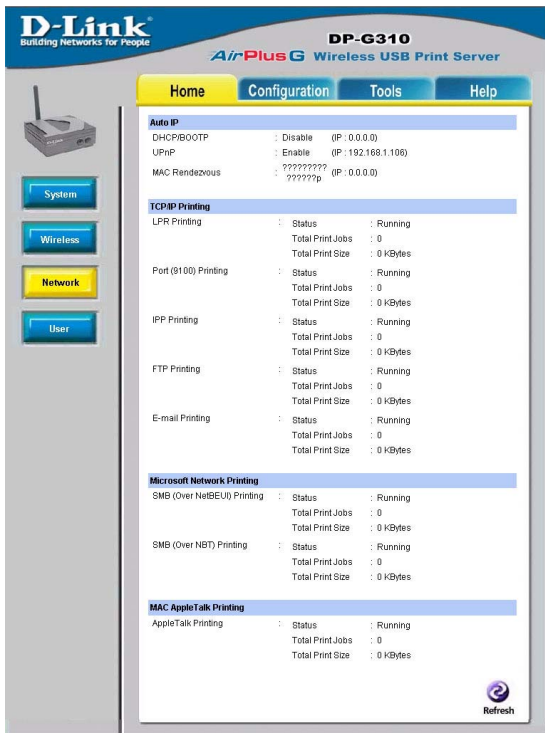 D-Link
Building Networks for People
DP-G310
AirPlus G Wireless USB Print Server
Home Configuration Tools Help
System
Wireless
Network
User
Auto IP
DHCP/BOOTP : Disable (IP : 0.0.0.0)
UPnP : Enable (IP : 192.168.1.106)
MAC Rendezvous : ?????????
??????p (IP : 0.0.0.0)
TCP/IP Printing
LPR Printing : Status : Running
Total Print Jobs : 0
Total Print Size : 0 KBytes
Port (9100) Printing : Status : Running
Total Print Jobs : 0
Total Print Size : 0 KBytes
IPP Printing : Status : Running
Total Print Jobs : 0
Total Print Size : 0 KBytes
FTP Printing : Status : Running
Total Print Jobs : 0
Total Print Size : 0 KBytes
E-mail Printing : Status : Running
Total Print Jobs : 0
Total Print Size : 0 KBytes
Microsoft Network Printing
SMB (Over NetBEUI) Printing : Status : Running
Total Print Jobs : 0
Total Print Size : 0 KBytes
SMB (Over NBT) Printing : Status : Running
Total Print Jobs : 0
Total Print Size : 0 KBytes
MAC AppleTalk Printing
AppleTalk Printing : Status : Running
Total Print Jobs : 0
Total Print Size : 0 KBytes
Refresh